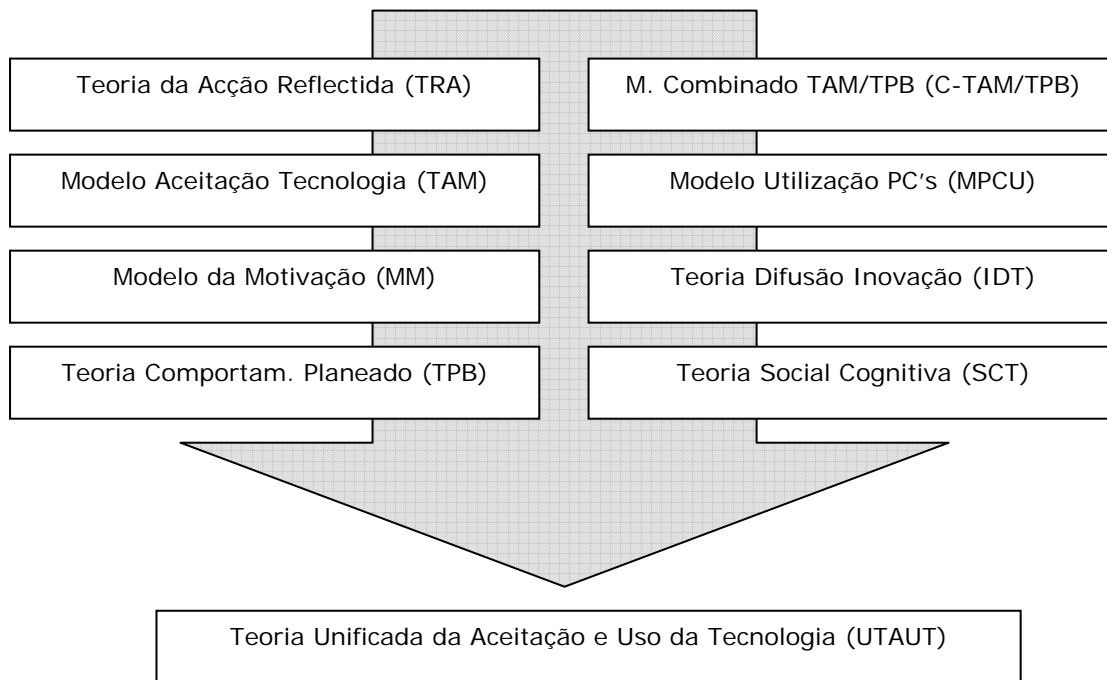 Teoria da Acção Reflectida (TRA)
M. Combinado TAM/TPB (C-TAM/TPB)
Modelo Aceitação Tecnologia (TAM)
Modelo Utilização PC's (MPCU)
Modelo da Motivação (MM)
Teoria Difusão Inovação (IDT)
Teoria Comportam. Planeado (TPB)
Teoria Social Cognitiva (SCT)
Teoria Unificada da Aceitação e Uso da Tecnologia (UTAUT)